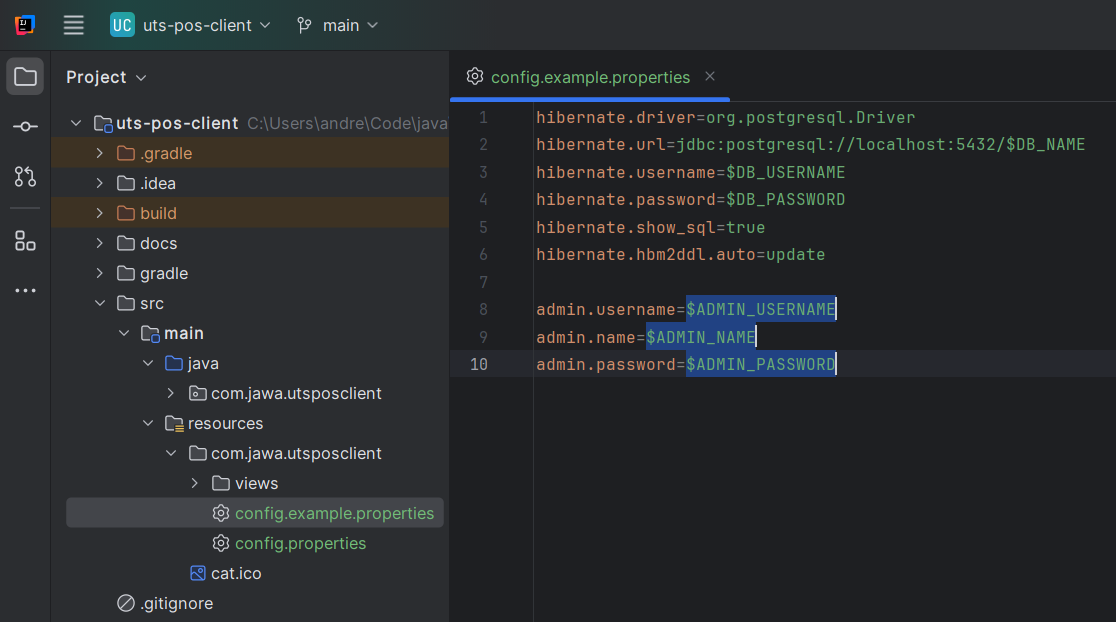 UC uts-pos-client main
Project
config.example.properties
uts-pos-client C:\Users\andre\Code\java
.gradle
.idea
build
docs
gradle
src
main
java
com.jawa.utsposclient
resources
com.jawa.utsposclient
views
config.example.properties
config.properties
cat.ico
.gitignore
1 hibernate.driver=org.postgresql.Driver
2 hibernate.url=jdbc:postgresql://localhost:5432/$DB_NAME
3 hibernate.username=$DB_USERNAME
4 hibernate.password=$DB_PASSWORD
5 hibernate.show_sql=true
6 hibernate.hbm2ddl.auto=update
7
8 admin.username=$ADMIN_USERNAME
9 admin.name=$ADMIN_NAME
10 admin.password=$ADMIN_PASSWORD